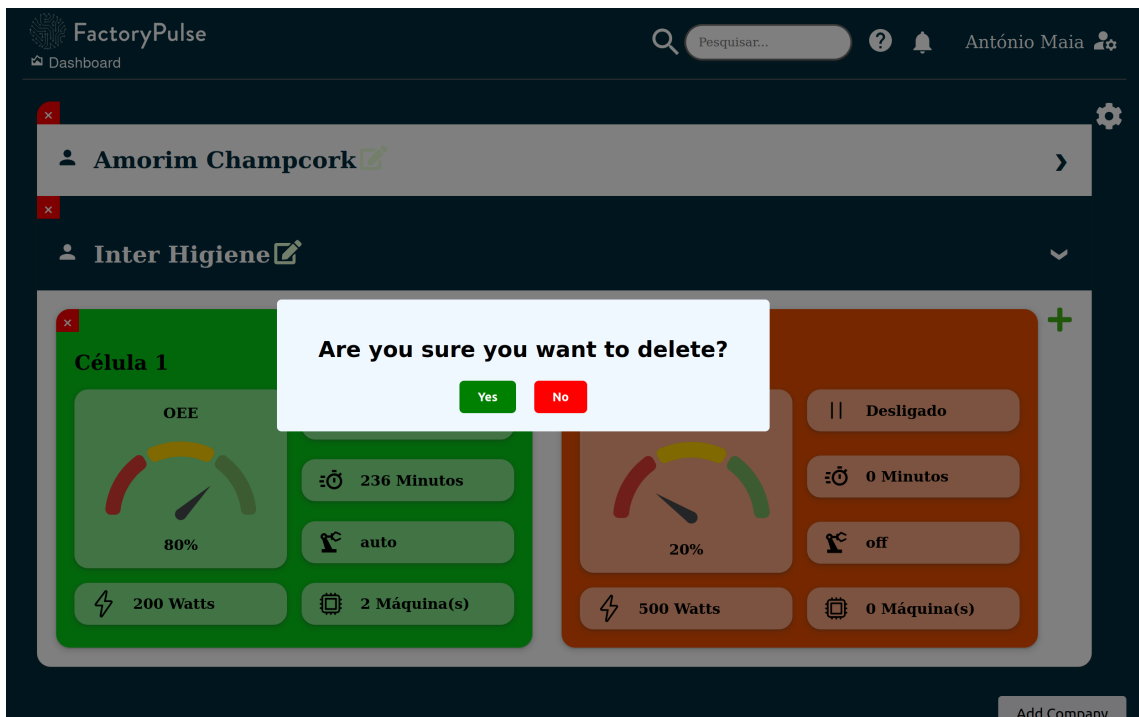 FactoryPulse
Pesquisar...
António Maia
Dashboard
Amorim Champcork
Inter Higiene
Are you sure you want to delete?
Yes
No
Célula 1
OEE
80%
236 Minutos
auto
200 Watts
2 Máquina(s)
20%
Desligado
0 Minutos
off
500 Watts
0 Máquina(s)
Add Company